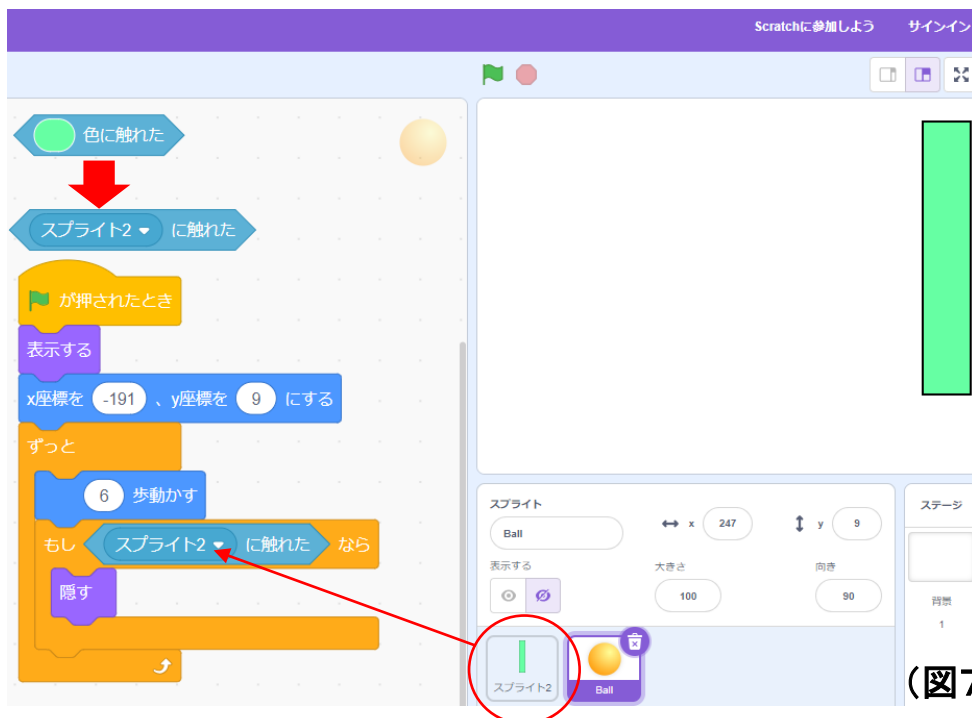 Scratchに参加しよう サインイン
色に触れた
スプライト2 に触れた
が押されたとき
表示する
x座標を -191 、y座標を 9 にする
ずっと
6 歩動かす
もし スプライト2 に触れた なら
隠す
スプライト
Ball
x 247
y 9
表示する
大きさ
100
向き
90
スプライト2
Ball
ステージ
背景
1
(図7